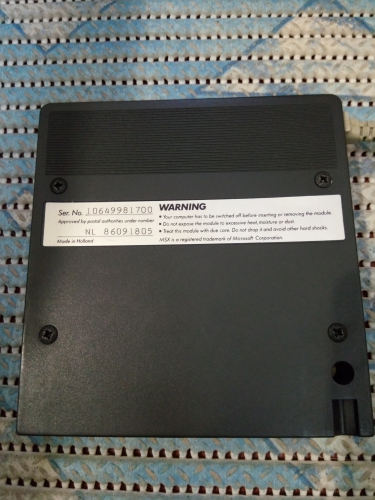 Ser. No. 10649981700
Approved by postal authorities under number
NL 86091805
Made in Holland
WARNING
• Your computer has to be switched off before inserting or removing the module.
• Do not expose the module to excessive heat, moisture or dust.
• Treat this module with due care. Do not drop it and avoid other hard shocks.
MSX is a registered trademark of Microsoft Corporation.